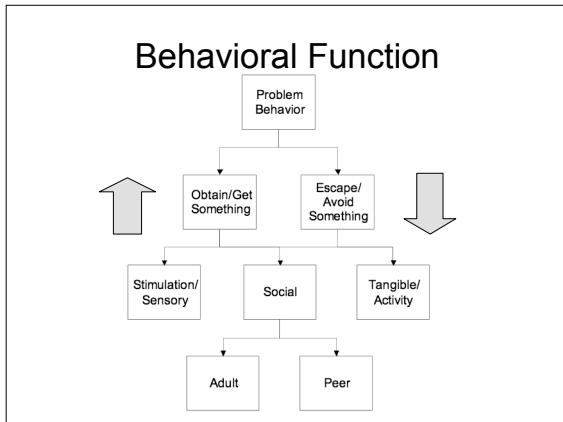 Behavioral Function
Problem
Behavior
Obtain/Get
Something
Escape/
Avoid
Something
Stimulation/
Sensory
Social
Tangible/
Activity
Adult
Peer